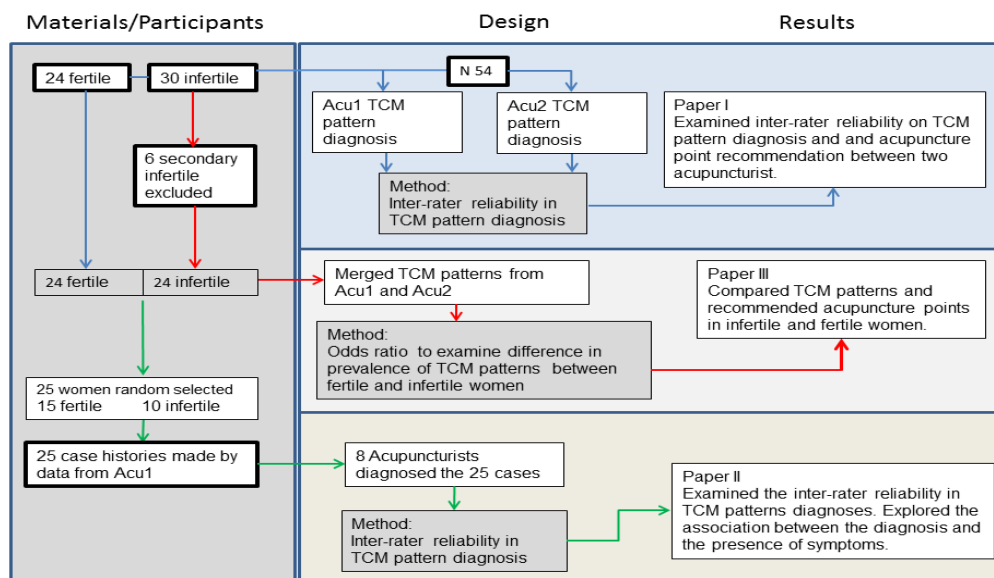 Materials/Participants
Design
Results
24 fertile
30 infertile
N 54
Acu1 TCM
pattern
diagnosis
Acu2 TCM
pattern
diagnosis
Paper I
Examined inter-rater reliability on TCM
pattern diagnosis and and acupuncture
point recommendation between two
acupuncturist.
6 secondary
infertile
excluded
Method:
Inter-rater reliability in
TCM pattern diagnosis
24 fertile
24 infertile
Merged TCM patterns from
Acu1 and Acu2
Paper III
Compared TCM patterns and
recommended acupuncture points
in infertile and fertile women.
Method:
Odds ratio to examine difference in
prevalence of TCM patterns between
fertile and infertile women
25 women random selected
15 fertile 10 infertile
25 case histories made by
data from Acu1
8 Acupuncturists
diagnosed the 25 cases
Paper II
Examined the inter-rater reliability in
TCM patterns diagnoses. Explored the
association between the diagnosis and
the presence of symptoms.
Method:
Inter-rater reliability in
TCM pattern diagnosis